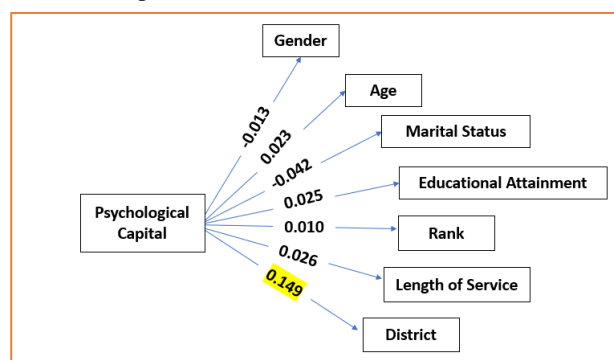 Gender
-0.013
Age
0.023
Marital Status
-0.042
Educational Attainment
0.025
Psychological
Capital
0.010
Rank
0.026
Length of Service
0.149
District